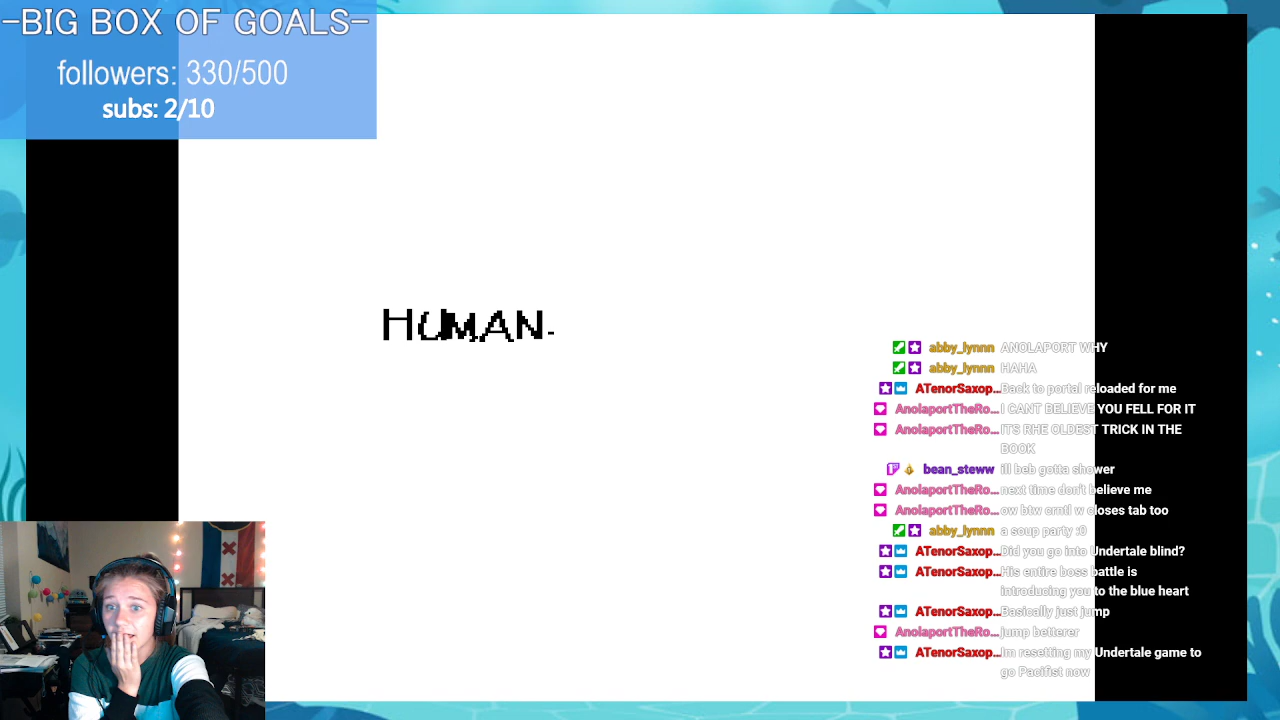 -BIG BOX OF GOALS-
followers: 330/500
subs: 2/10
HUMAN.
abby_lynnn ANOLAPORT WHY
abby_lynnn HAHA
ATenorSaxop... Back to portal reloaded for me
AnolaportTheRo... I CANT BELIEVE YOU FELL FOR IT
AnolaportTheRo... ITS RHE OLDEST TRICK IN THE
BOOK
bean_steww ill beb gotta shower
AnolaportTheRo... next time don't believe me
AnolaportTheRo... ow btw crntl w closes tab too
abby_lynnn a soup party :0
ATenorSaxop... Did you go into Undertale blind?
ATenorSaxop... His entire boss battle is
introducing you to the blue heart
ATenorSaxop... Basically just jump
AnolaportTheRo... jump betterer
ATenorSaxop... Im resetting my Undertale game to
go Pacifist now